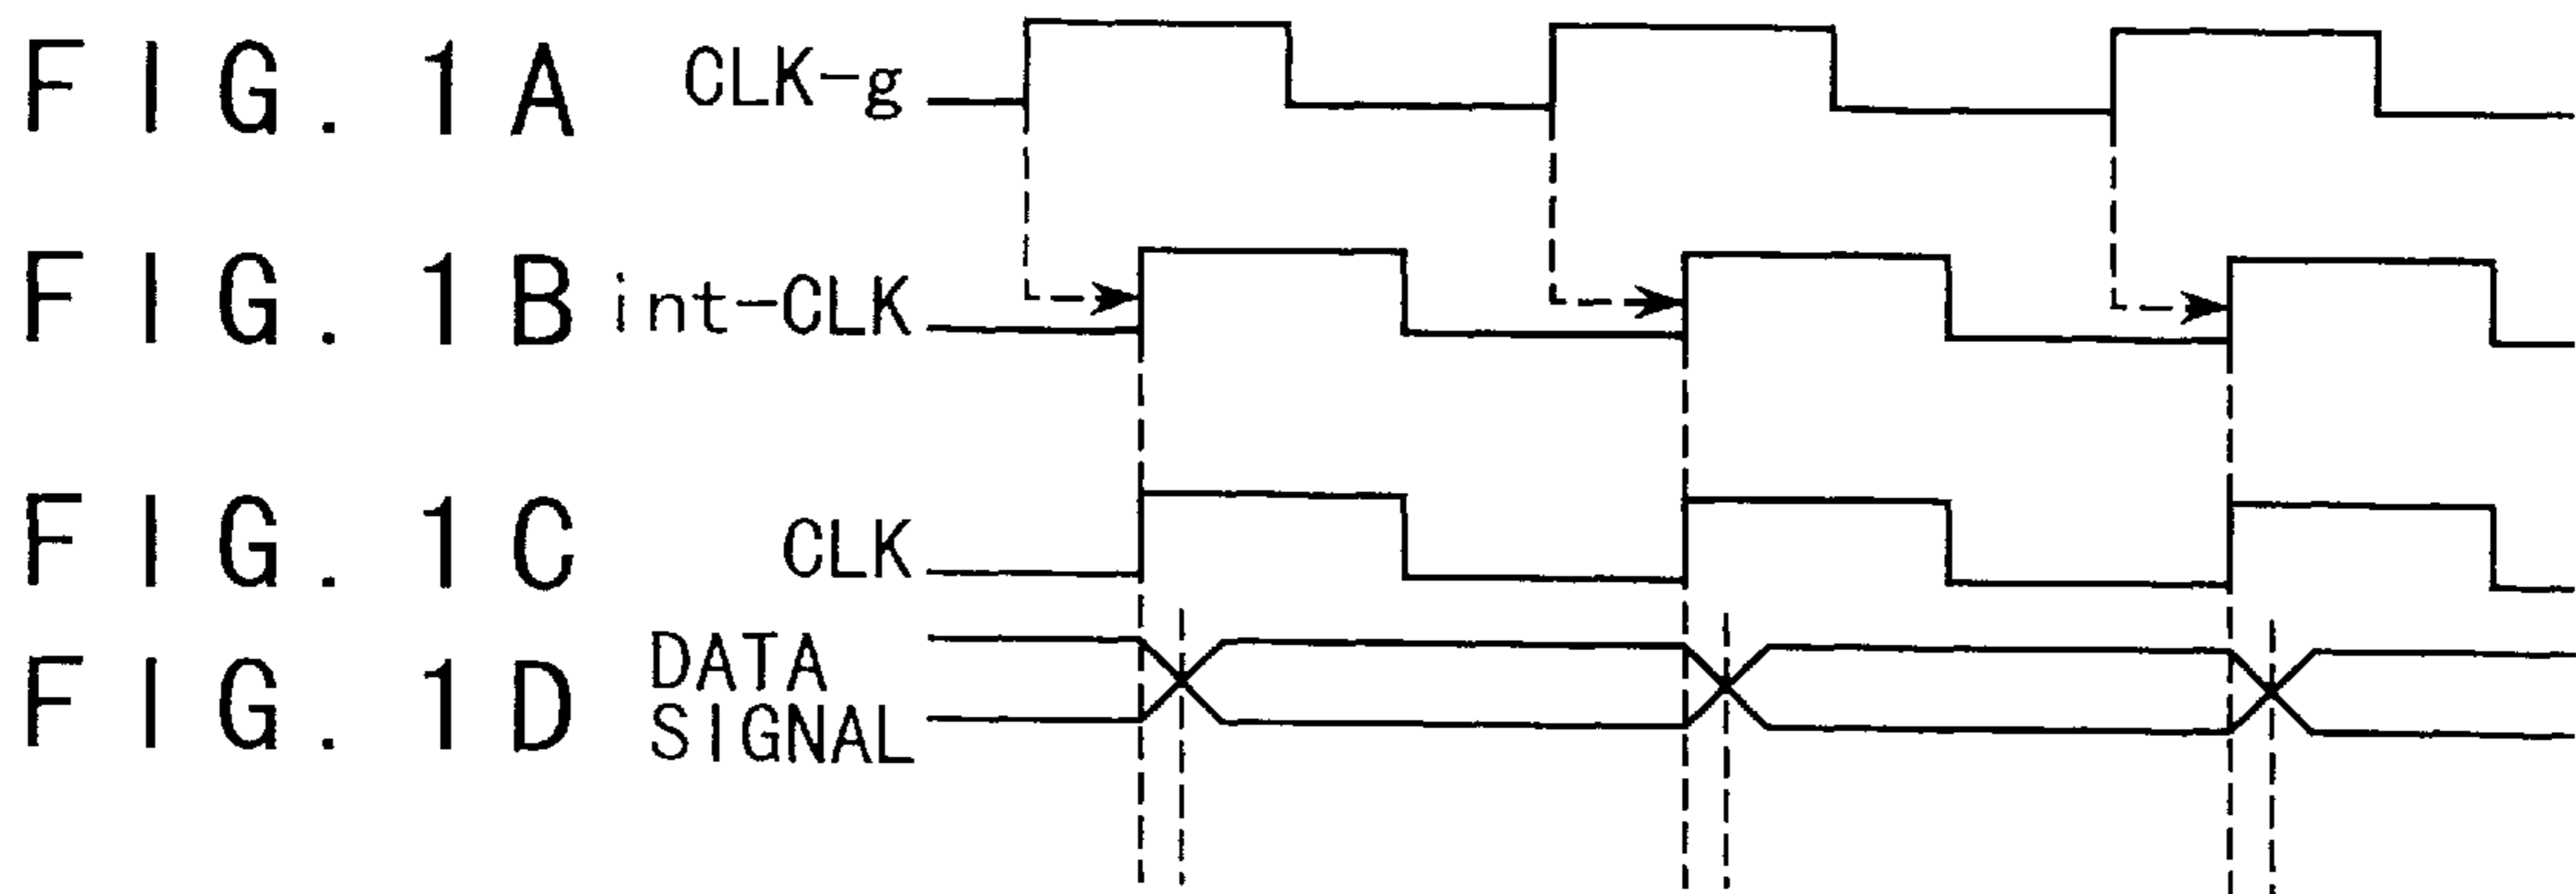 FIG. 1A CLK-g
FIG. 1B int-CLK
FIG. 1C CLK
FIG. 1D DATA
SIGNAL